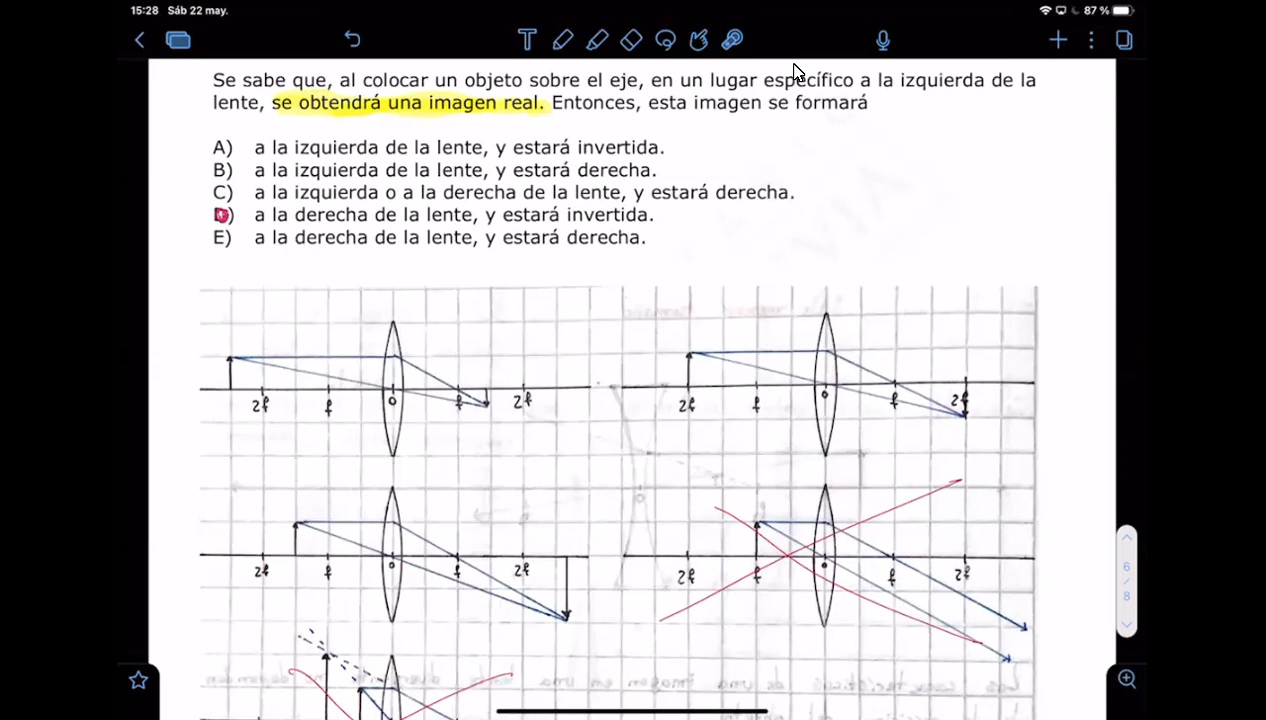 15:28 Sáb 22 may.
87 %
Se sabe que, al colocar un objeto sobre el eje, en un lugar específico a la izquierda de la
lente, se obtendrá una imagen real. Entonces, esta imagen se formará
A) a la izquierda de la lente, y estará invertida.
B) a la izquierda de la lente, y estará derecha.
C) a la izquierda o a la derecha de la lente, y estará derecha.
D) a la derecha de la lente, y estará invertida.
E) a la derecha de la lente, y estará derecha.
2f f 0 f 2f
2f f 0 f 2f
2f f 0 f 2f
2f f 0 f 2f
6
/
8